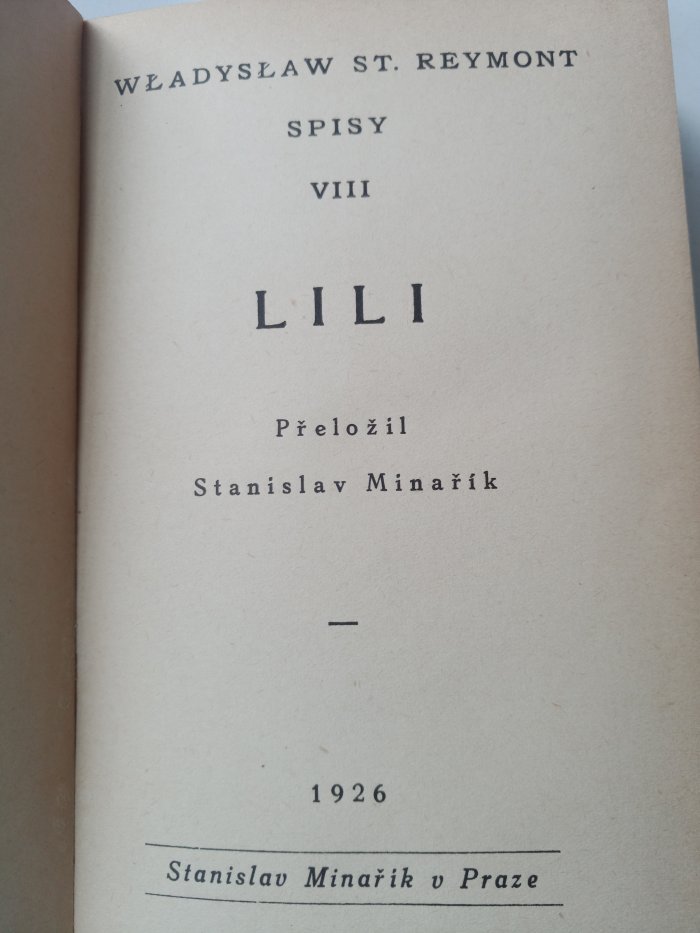 WŁADYSŁAW ST. REYMONT
SPISY
VIII
LILI
Přeložil
Stanislav Minařík
—
1926
Stanislav Minařík v Praze